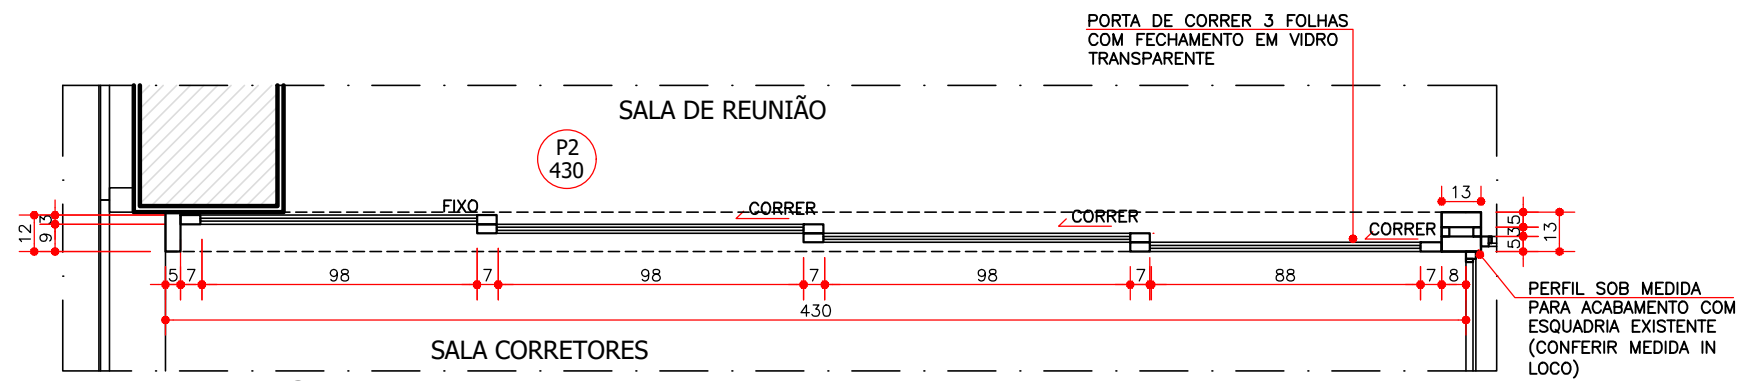 PORTA DE CORRER 3 FOLHAS
COM FECHAMENTO EM VIDRO
TRANSPARENTE
SALA DE REUNIÃO
P2
430
13
FIXO
CORRER
CORRER
CORRER
12
9
3
5
3
5
13
5
7
98
7
98
7
98
7
88
7
8
430
PERFIL SOB MEDIDA
PARA ACABAMENTO COM
ESQUADRIA EXISTENTE
(CONFERIR MEDIDA IN
LOCO)
SALA CORRETORES